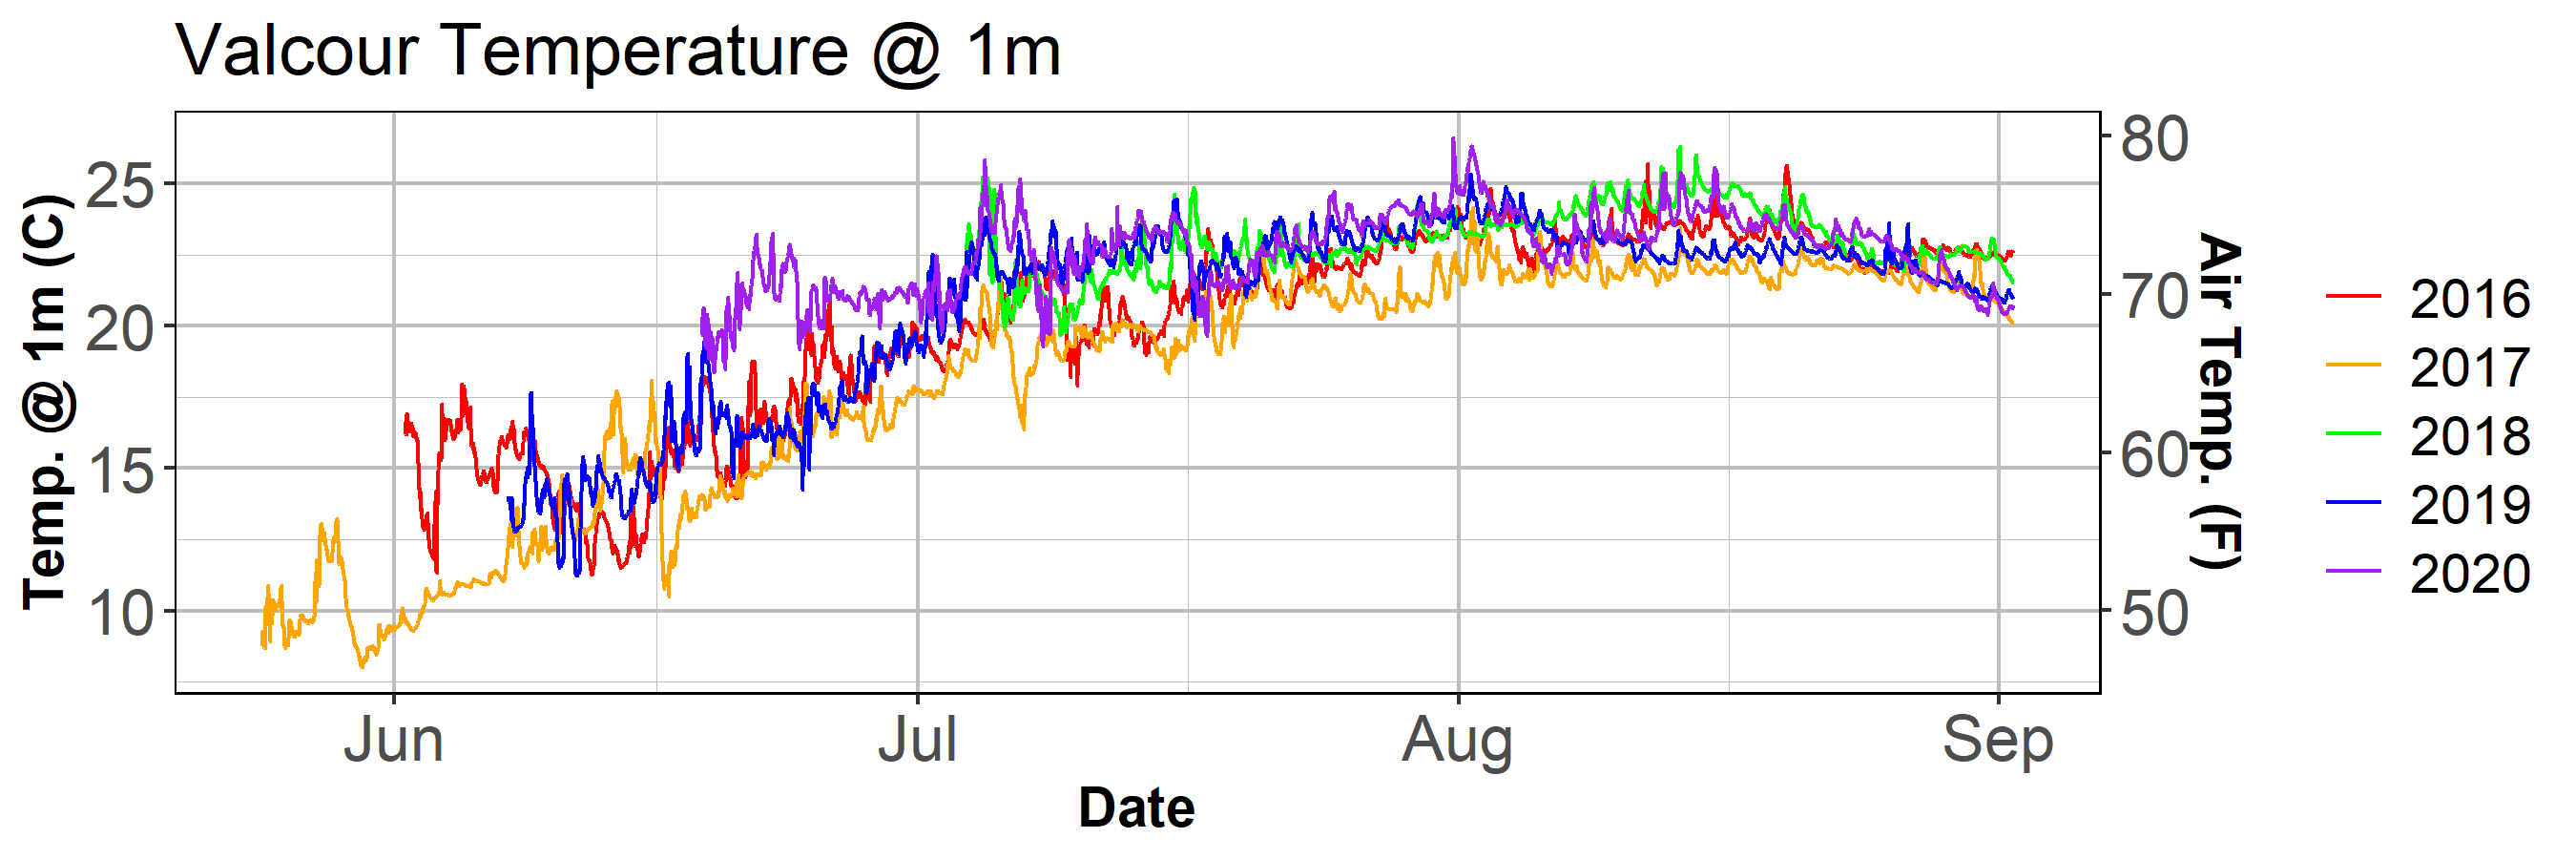 Valcour Temperature @ 1m
Temp. @ 1m (C)
25
20
15
10
80
70
60
50
Air Temp. (F)
Jun
Jul
Aug
Sep
Date
2016
2017
2018
2019
2020